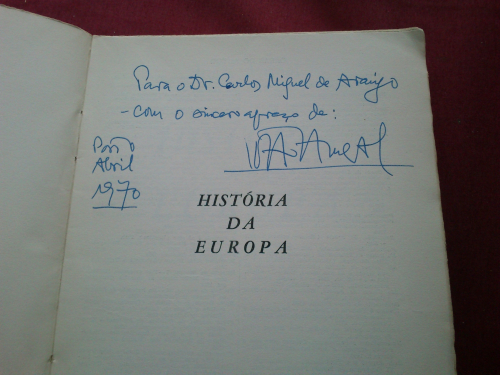 Para o Dr. Carlos Miguel de Araújo
- com o sincero apreço de:
Porto
Abril
1970
HISTÓRIA
DA
EUROPA